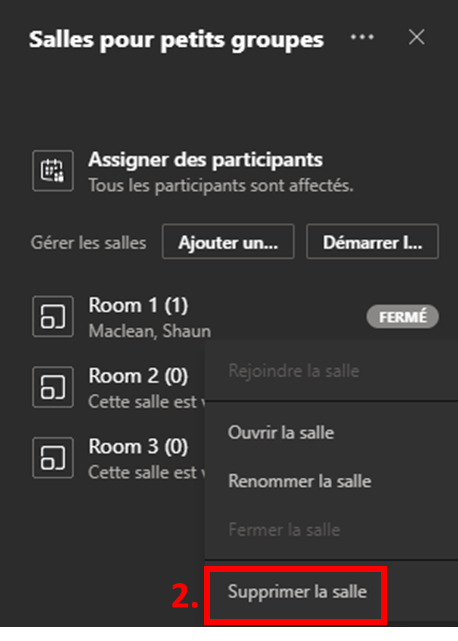 Salles pour petits groupes ...
Assigner des participants
Tous les participants sont affectés.
Gérer les salles Ajouter un... Démarrer l...
Room 1 (1)
Maclean, Shaun FERMÉ
Room 2 (0)
Cette salle est
Room 3 (0)
Cette salle est
Rejoindre la salle
Ouvrir la salle
Renommer la salle
Fermer la salle
2. Supprimer la salle